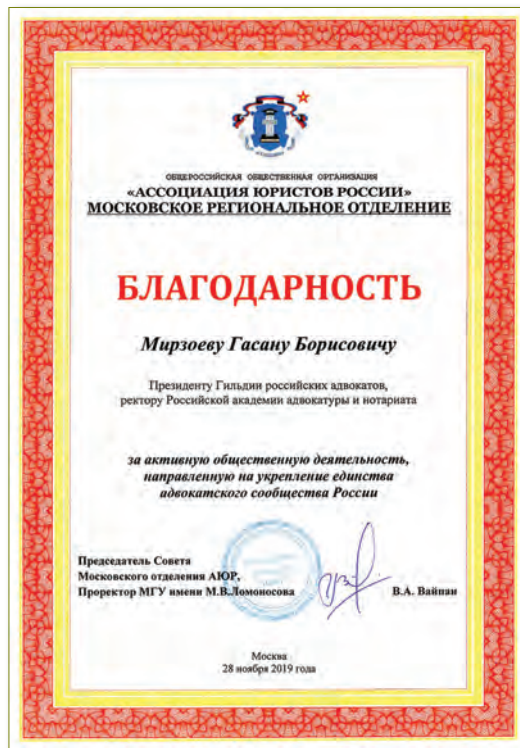 ОБЩЕРОССИЙСКАЯ ОБЩЕСТВЕННАЯ ОРГАНИЗАЦИЯ
«АССОЦИАЦИЯ ЮРИСТОВ РОССИИ»
МОСКОВСКОЕ РЕГИОНАЛЬНОЕ ОТДЕЛЕНИЕ
БЛАГОДАРНОСТЬ
Мирзоеву Гасану Борисовичу
Президенту Гильдии российских адвокатов,
ректору Российской академии адвокатуры и нотариата
за активную общественную деятельность,
направленную на укрепление единства
адвокатского сообщества России
Председатель Совета
Московского отделения АЮР,
Проректор МГУ имени М.В.Ломоносова
В.А. Вайпан
Москва
28 ноября 2019 года